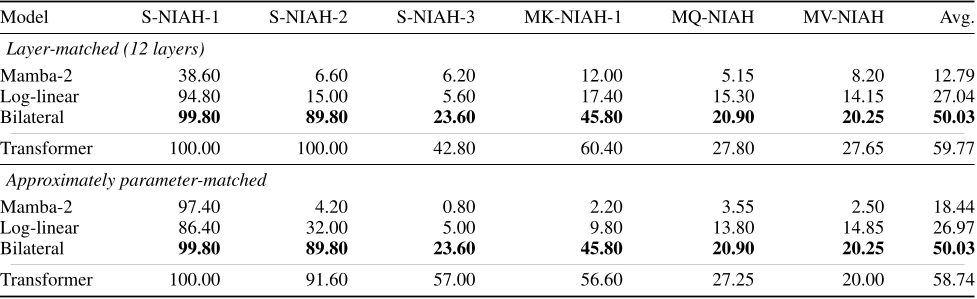 Model S-NIAH-1 S-NIAH-2 S-NIAH-3 MK-NIAH-1 MQ-NIAH MV-NIAH Avg.
Layer-matched (12 layers)
Mamba-2 38.60 6.60 6.20 12.00 5.15 8.20 12.79
Log-linear 94.80 15.00 5.60 17.40 15.30 14.15 27.04
Bilateral 99.80 89.80 23.60 45.80 20.90 20.25 50.03
Transformer 100.00 100.00 42.80 60.40 27.80 27.65 59.77
Approximately parameter-matched
Mamba-2 97.40 4.20 0.80 2.20 3.55 2.50 18.44
Log-linear 86.40 32.00 5.00 9.80 13.80 14.85 26.97
Bilateral 99.80 89.80 23.60 45.80 20.90 20.25 50.03
Transformer 100.00 91.60 57.00 56.60 27.25 20.00 58.74